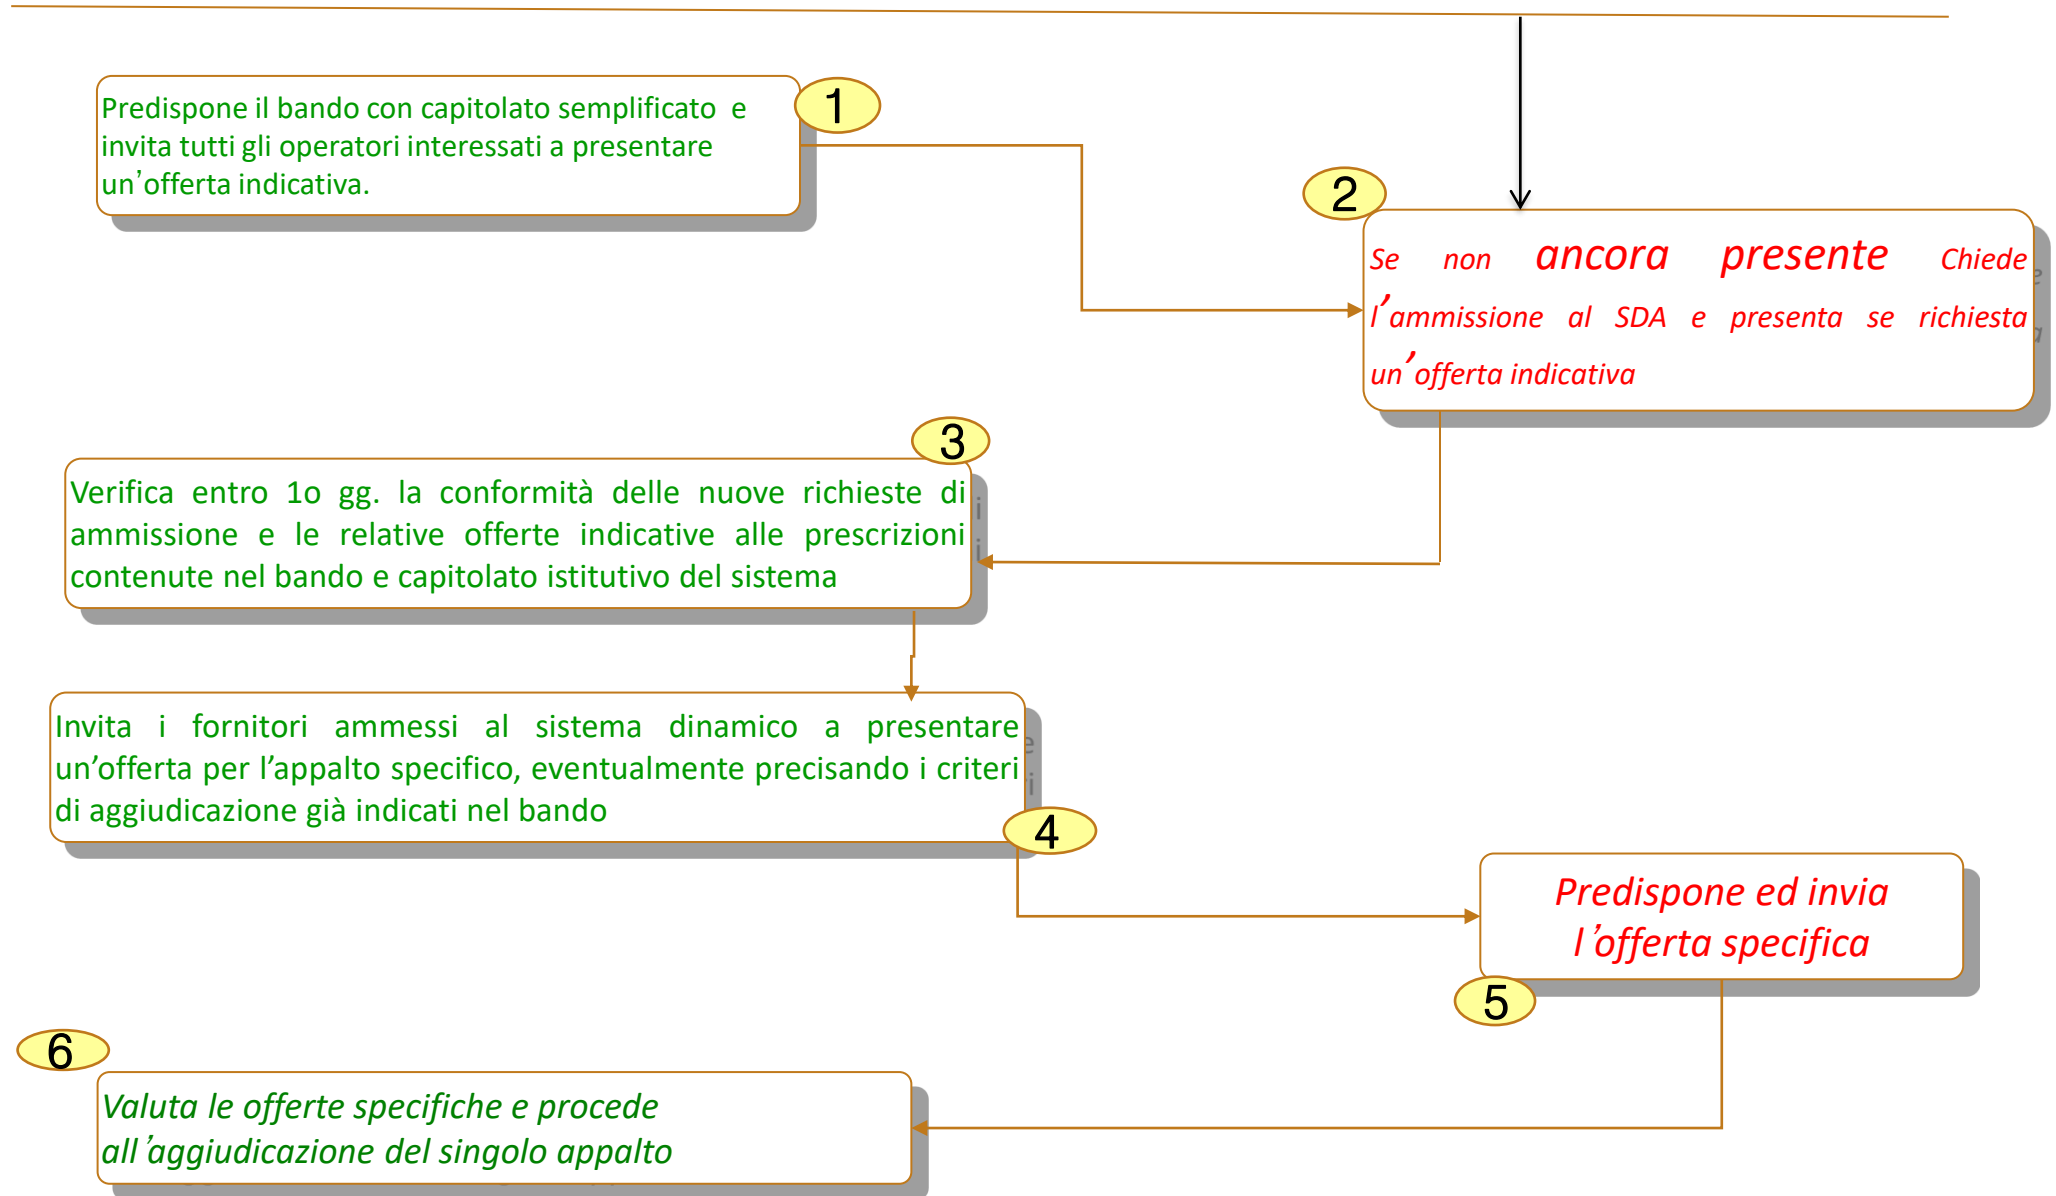 1
Predispone il bando con capitolato semplificato e
invita tutti gli operatori interessati a presentare
un’offerta indicativa.
2
Se non ancora presente Chiede
l’ammissione al SDA e presenta se richiesta
un’offerta indicativa
3
Verifica entro 1o gg. la conformità delle nuove richieste di
ammissione e le relative offerte indicative alle prescrizioni
contenute nel bando e capitolato istitutivo del sistema
Invita i fornitori ammessi al sistema dinamico a presentare
un’offerta per l’appalto specifico, eventualmente precisando i criteri
di aggiudicazione già indicati nel bando
4
Predispone ed invia
l’offerta specifica
5
6
Valuta le offerte specifiche e procede
all’aggiudicazione del singolo appalto